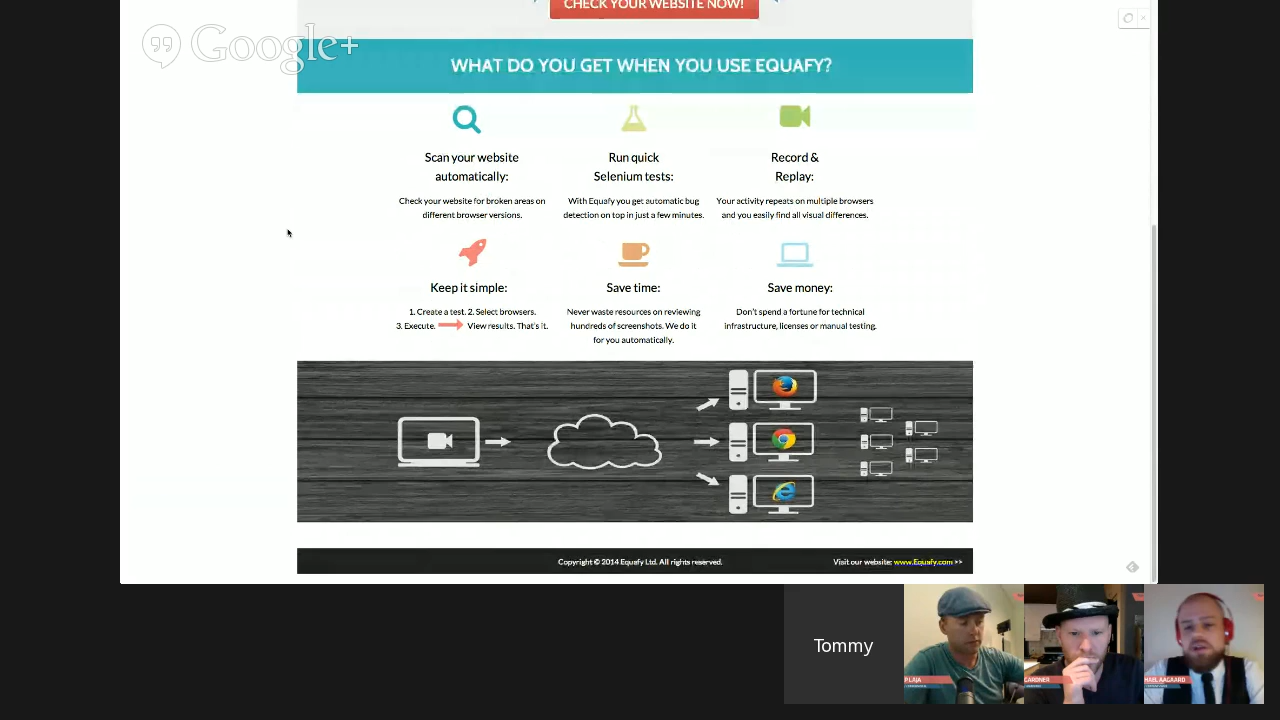 CHECK YOUR WEBSITE NOW!
Google+
WHAT DO YOU GET WHEN YOU USE EQUAFY?
Scan your website
automatically:
Check your website for broken areas on
different browser versions.
Run quick
Selenium tests:
With Equafy you get automatic bug
detection on top in just a few minutes.
Record &
Replay:
Your activity repeats on multiple browsers
and you easily find all visual differences.
Keep it simple:
1. Create a test. 2. Select browsers.
3. Execute. View results. That's it.
Save time:
Never waste resources on reviewing
hundreds of screenshots. We do it
for you automatically.
Save money:
Don't spend a fortune for technical
infrastructure, licenses or manual testing.
Copyright © 2014 Equafy Ltd. All rights reserved.
Visit our website: www.Equafy.com >>
Tommy
P LAJA
GARDNER
HAEL AAGAARD